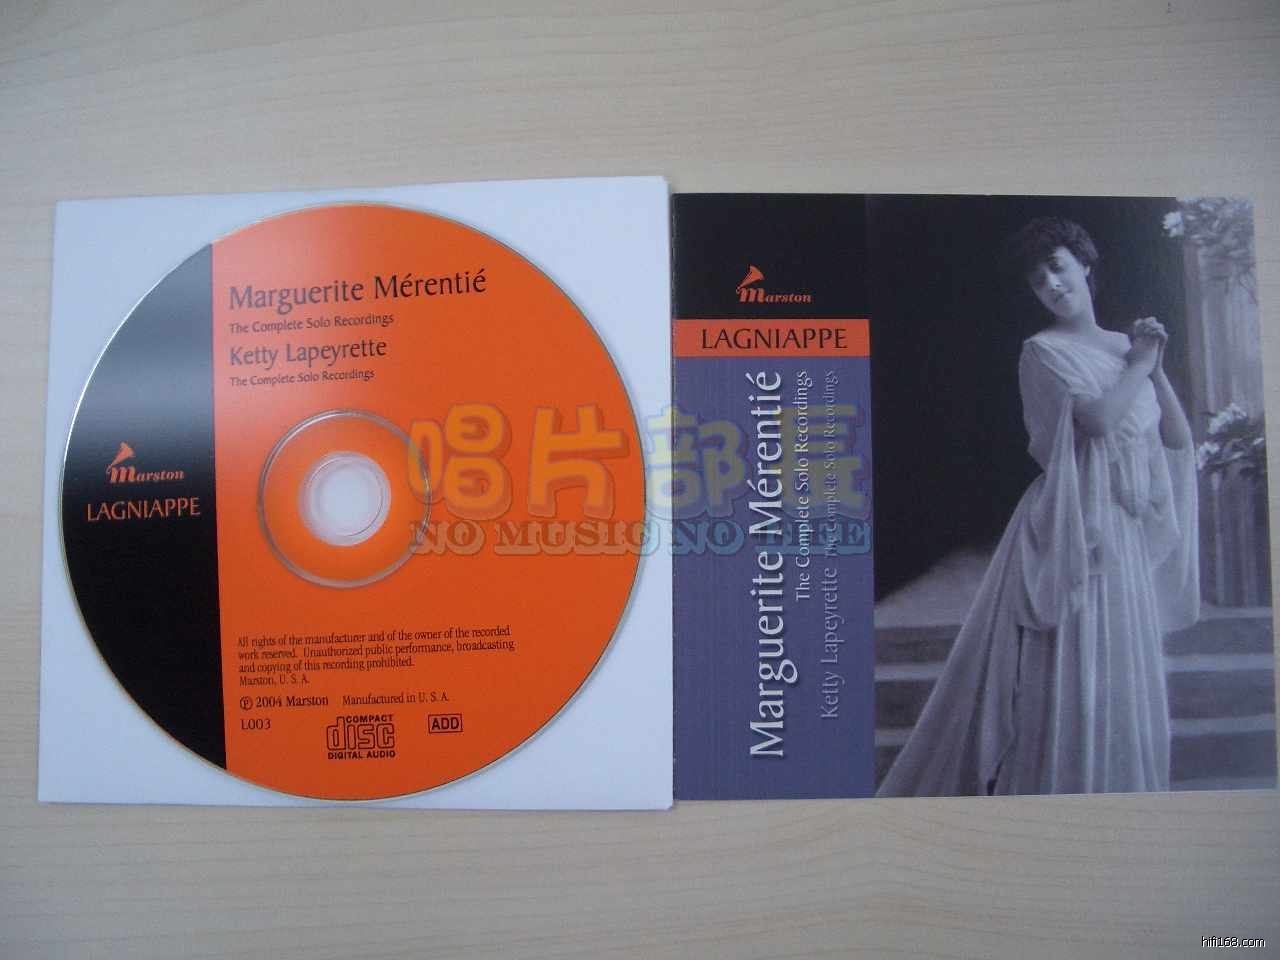 Marguerite Mérentié
The Complete Solo Recordings
Ketty Lapeyrette
The Complete Solo Recordings
Marston
LAGNIAPPE
All rights of the manufacturer and of the owner of the recorded
work reserved. Unauthorized public performance, broadcasting
and copying of this recording prohibited.
Marston, U. S. A.
℗ 2004 Marston Manufactured in U. S. A.
L003
COMPACT
disc
DIGITAL AUDIO
ADD
Marston
LAGNIAPPE
Marguerite Mérentié
The Complete Solo Recordings
Ketty Lapeyrette The Complete Solo Recordings
唱片部長
NO MUSIC NO LIFE
hifi168.com